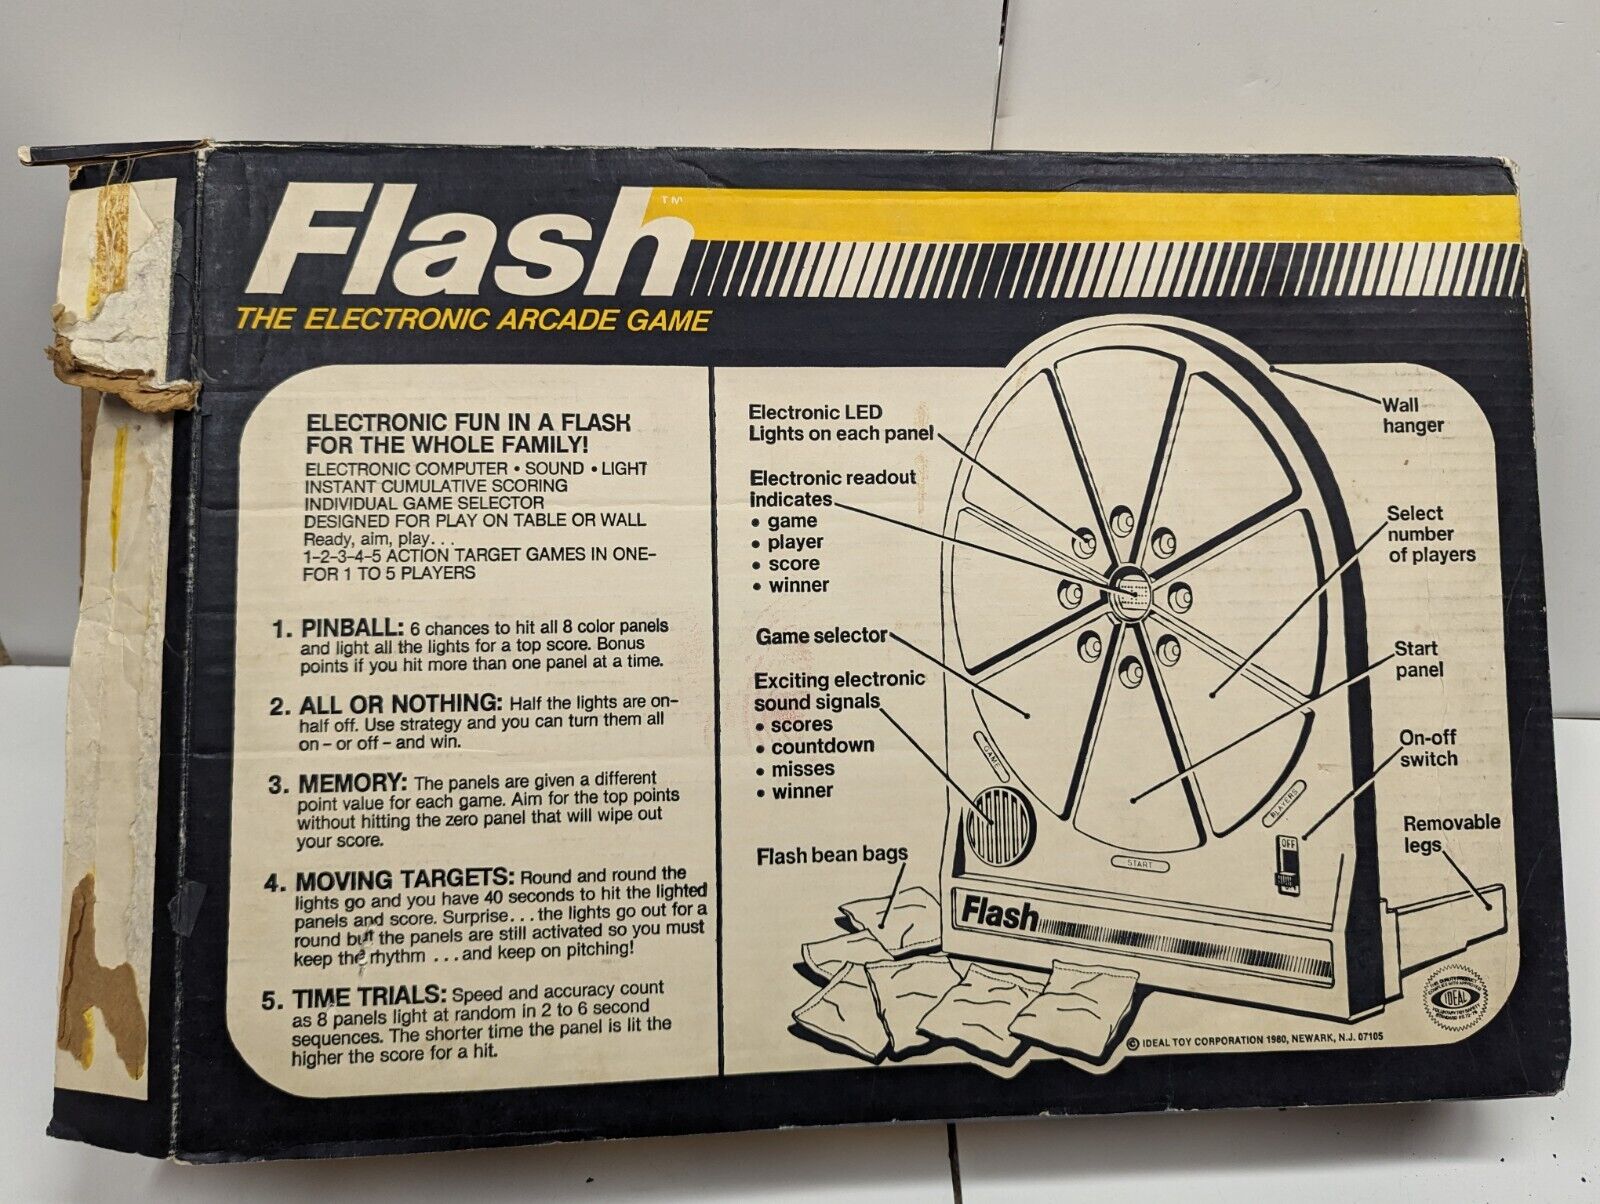 Flash™
THE ELECTRONIC ARCADE GAME
ELECTRONIC FUN IN A FLASH
FOR THE WHOLE FAMILY!
ELECTRONIC COMPUTER • SOUND • LIGHT
INSTANT CUMULATIVE SCORING
INDIVIDUAL GAME SELECTOR
DESIGNED FOR PLAY ON TABLE OR WALL
Ready, aim, play...
1-2-3-4-5 ACTION TARGET GAMES IN ONE-
FOR 1 TO 5 PLAYERS
1. PINBALL: 6 chances to hit all 8 color panels
and light all the lights for a top score. Bonus
points if you hit more than one panel at a time.
2. ALL OR NOTHING: Half the lights are on-
half off. Use strategy and you can turn them all
on – or off – and win.
3. MEMORY: The panels are given a different
point value for each game. Aim for the top points
without hitting the zero panel that will wipe out
your score.
4. MOVING TARGETS: Round and round the
lights go and you have 40 seconds to hit the lighted
panels and score. Surprise... the lights go out for a
round but the panels are still activated so you must
keep the rhythm ...and keep on pitching!
5. TIME TRIALS: Speed and accuracy count
as 8 panels light at random in 2 to 6 second
sequences. The shorter time the panel is lit the
higher the score for a hit.
Electronic LED
Lights on each panel
Electronic readout
indicates
• game
• player
• score
• winner
Game selector
Exciting electronic
sound signals
• scores
• countdown
• misses
• winner
Flash bean bags
Wall
hanger
Select
number
of players
Start
panel
On-off
switch
Removable
legs
GAME
START
PLAYERS
OFF
ON
Flash
IDEAL
© IDEAL TOY CORPORATION 1980, NEWARK, N.J. 07105